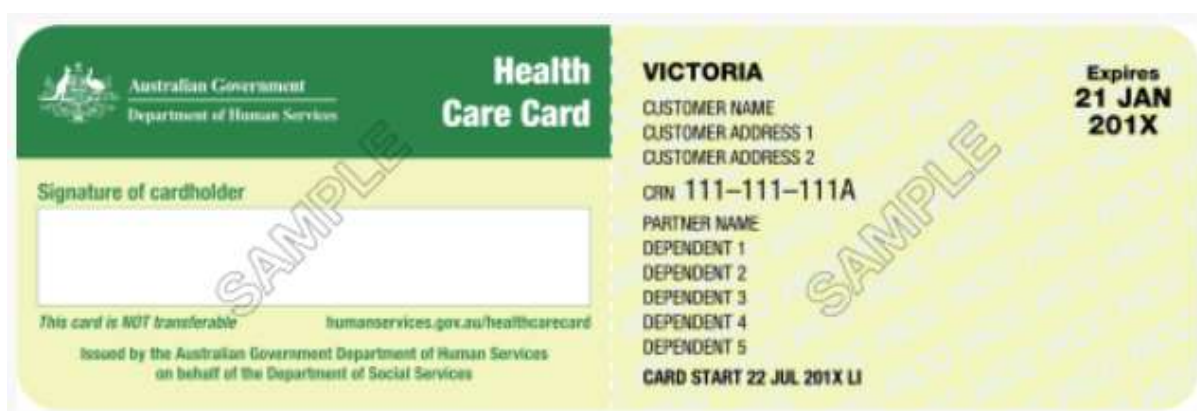 Australian Government
Department of Human Services
Health
Care Card
Signature of cardholder
SAMPLE
This card is NOT transferable
humanservices.gov.au/healthcarecard
Issued by the Australian Government Department of Human Services
on behalf of the Department of Social Services
VICTORIA
CUSTOMER NAME
CUSTOMER ADDRESS 1
CUSTOMER ADDRESS 2
CRN 111-111-111A
PARTNER NAME
DEPENDENT 1
DEPENDENT 2
DEPENDENT 3
DEPENDENT 4
DEPENDENT 5
CARD START 22 JUL 201X LI
Expires
21 JAN
201X
SAMPLE